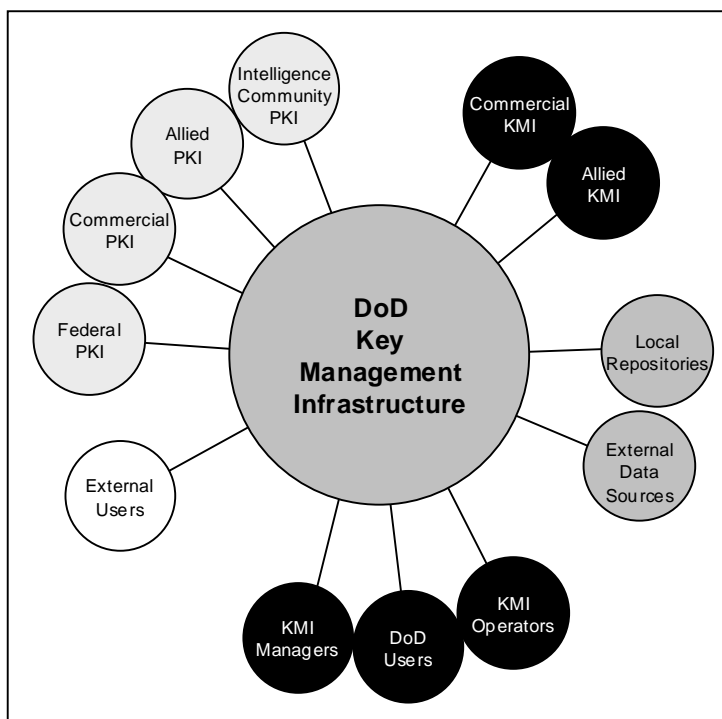 Intelligence
Community
PKI
Allied
PKI
Commercial
PKI
Federal
PKI
External
Users
Commercial
KMI
Allied
KMI
DoD
Key
Management
Infrastructure
Local
Repositories
External
Data
Sources
KMI
Managers
DoD
Users
KMI
Operators